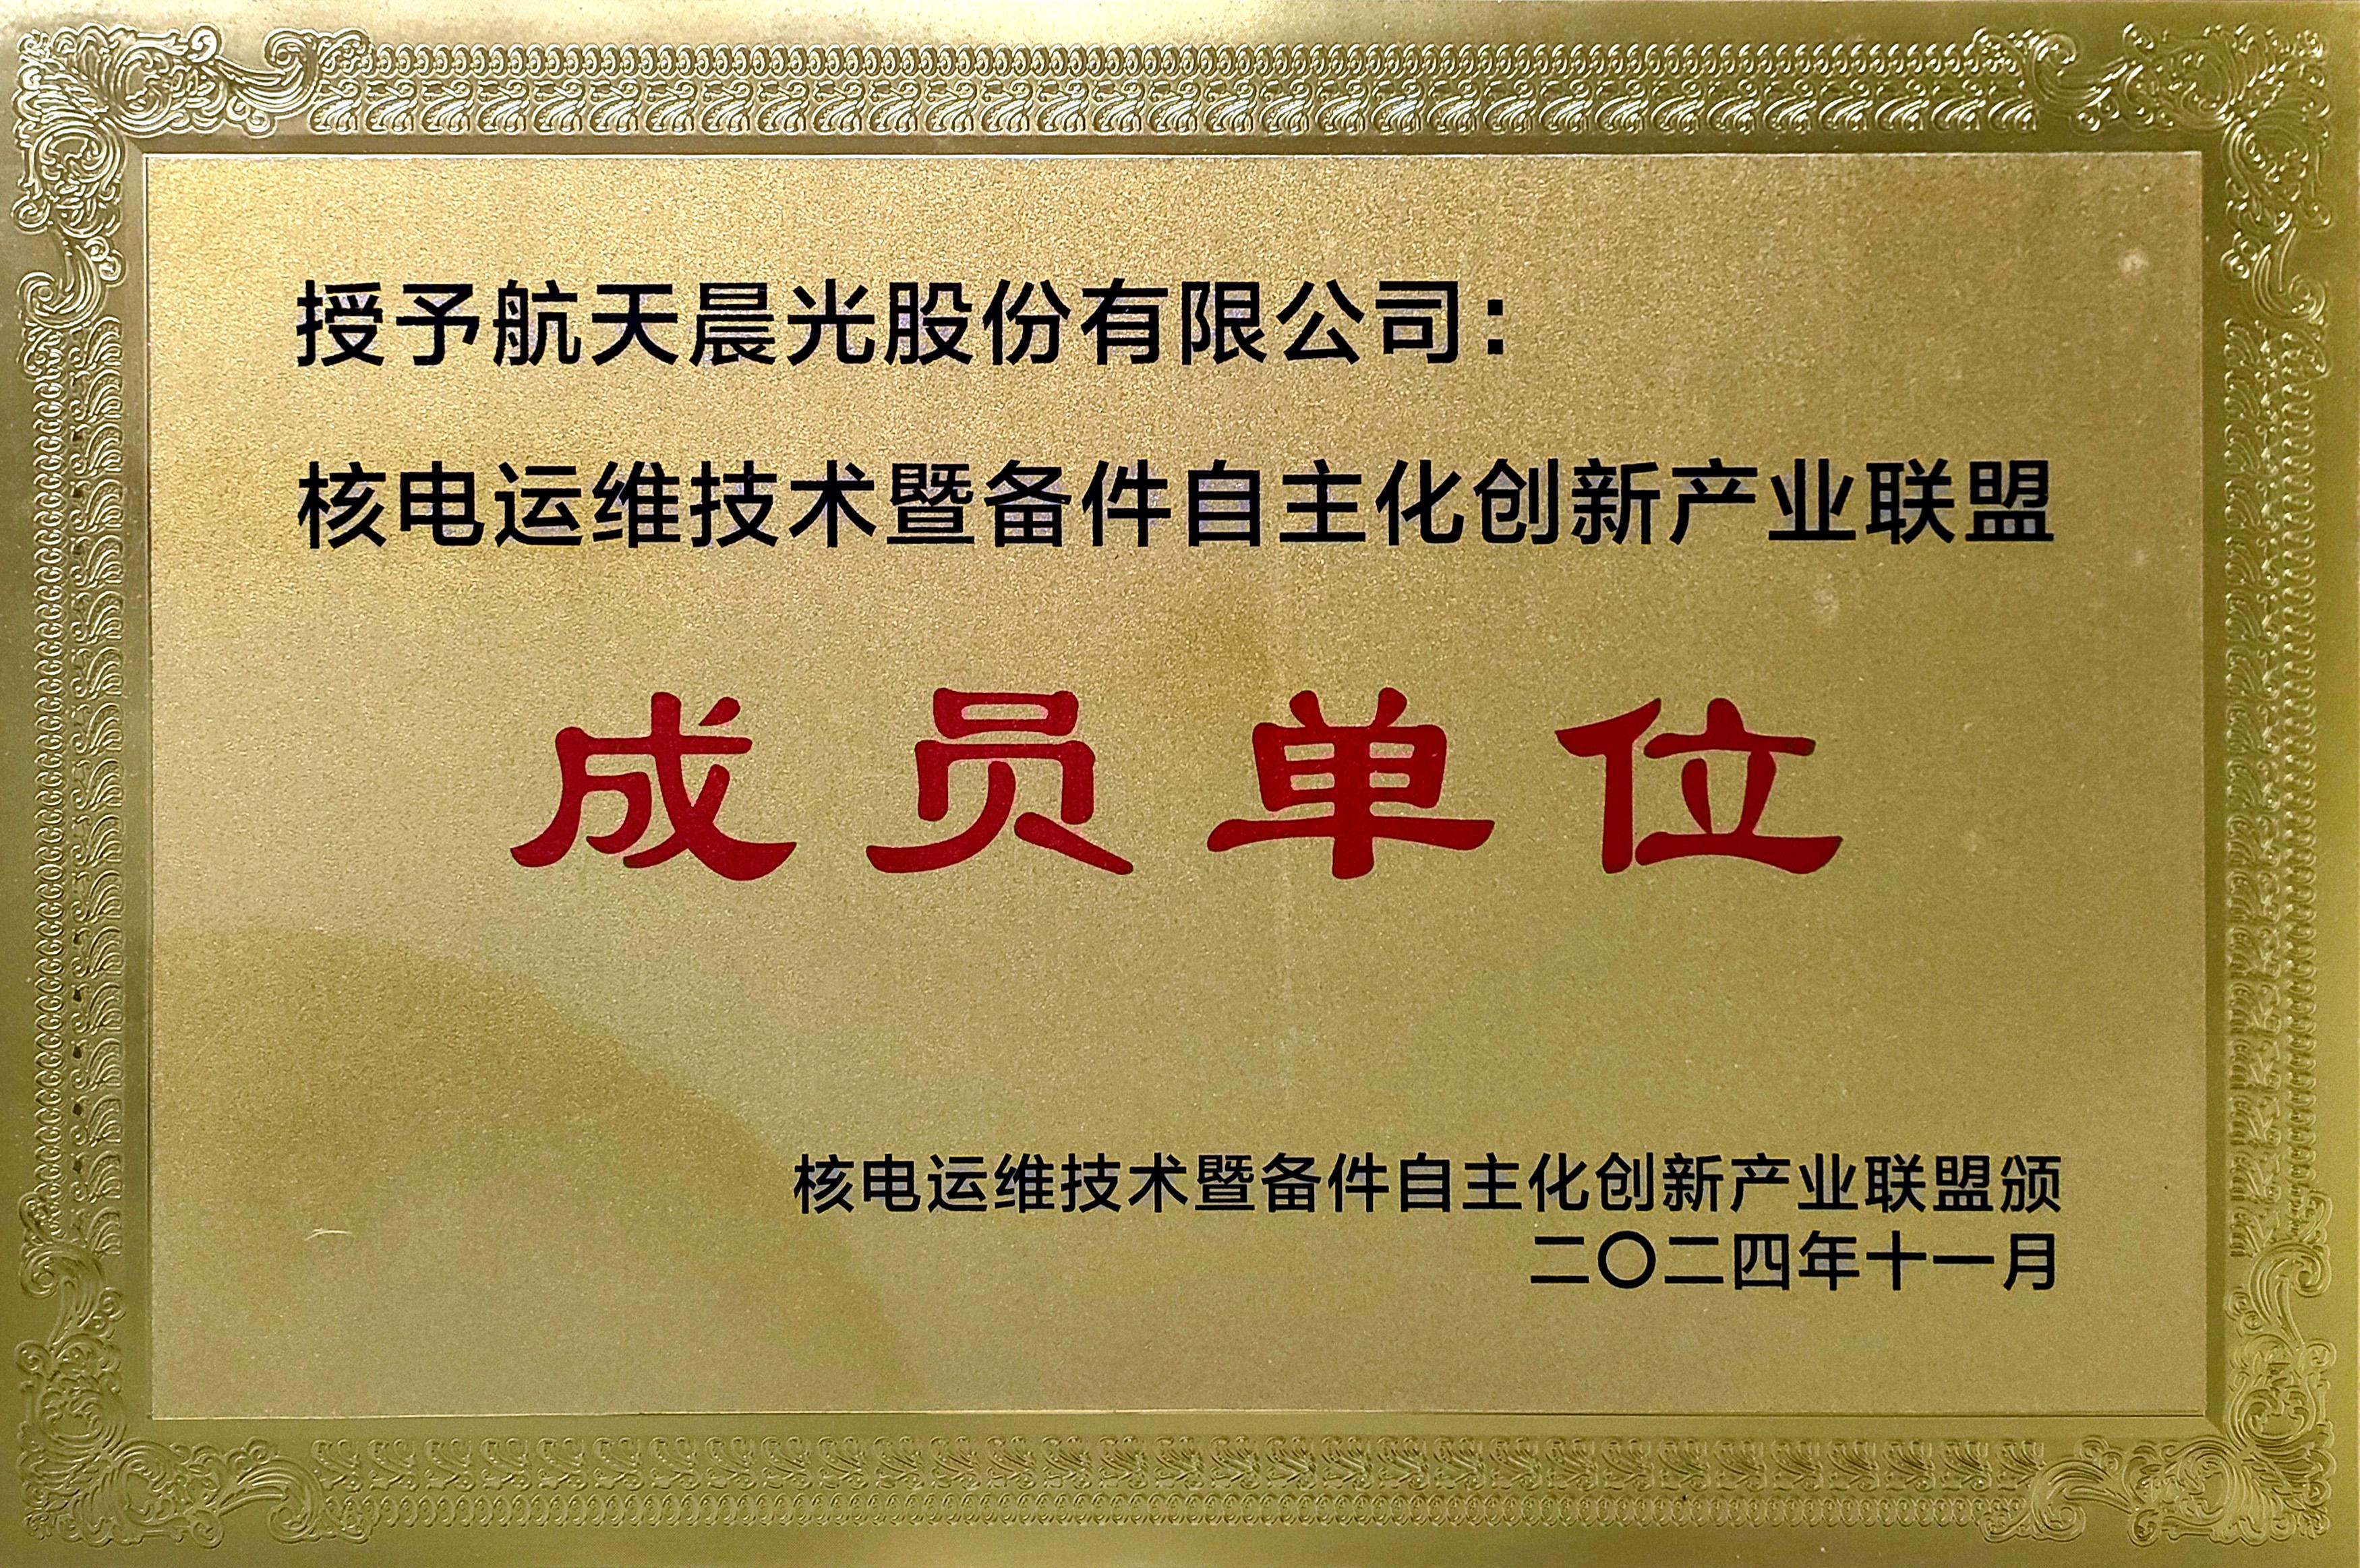 授予航天晨光股份有限公司：
核电运维技术暨备件自主化创新产业联盟
成员单位
核电运维技术暨备件自主化创新产业联盟颁
二〇二四年十一月